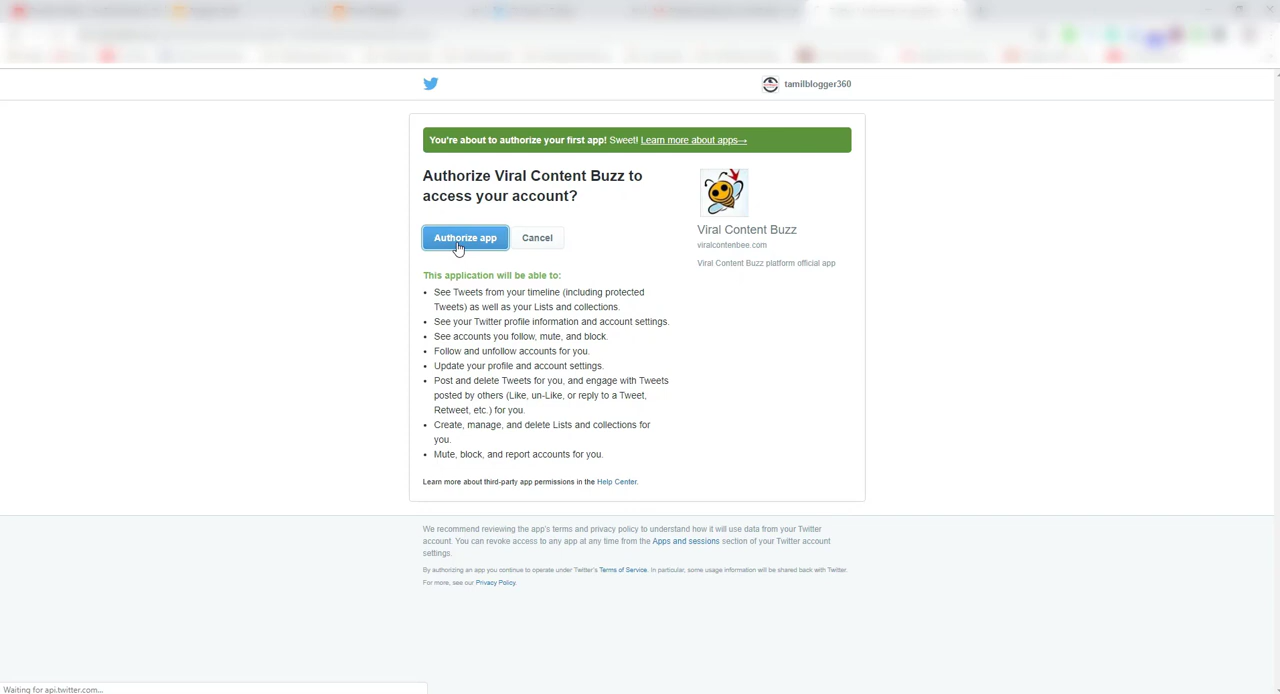 tamilblogger360
You're about to authorize your first app! Sweet! Learn more about apps→
Authorize Viral Content Buzz to
access your account?
Authorize app
Cancel
Viral Content Buzz
viralcontenbee.com
Viral Content Buzz platform official app
This application will be able to:
• See Tweets from your timeline (including protected
Tweets) as well as your Lists and collections.
• See your Twitter profile information and account settings.
• See accounts you follow, mute, and block.
• Follow and unfollow accounts for you.
• Update your profile and account settings.
• Post and delete Tweets for you, and engage with Tweets
posted by others (Like, un-Like, or reply to a Tweet,
Retweet, etc.) for you.
• Create, manage, and delete Lists and collections for
you.
• Mute, block, and report accounts for you.
Learn more about third-party app permissions in the Help Center.
We recommend reviewing the app's terms and privacy policy to understand how it will use data from your Twitter
account. You can revoke access to any app at any time from the Apps and sessions section of your Twitter account
settings.
By authorizing an app you continue to operate under Twitter's Terms of Service. In particular, some usage information will be shared back with Twitter.
For more, see our Privacy Policy.
Waiting for api.twitter.com...